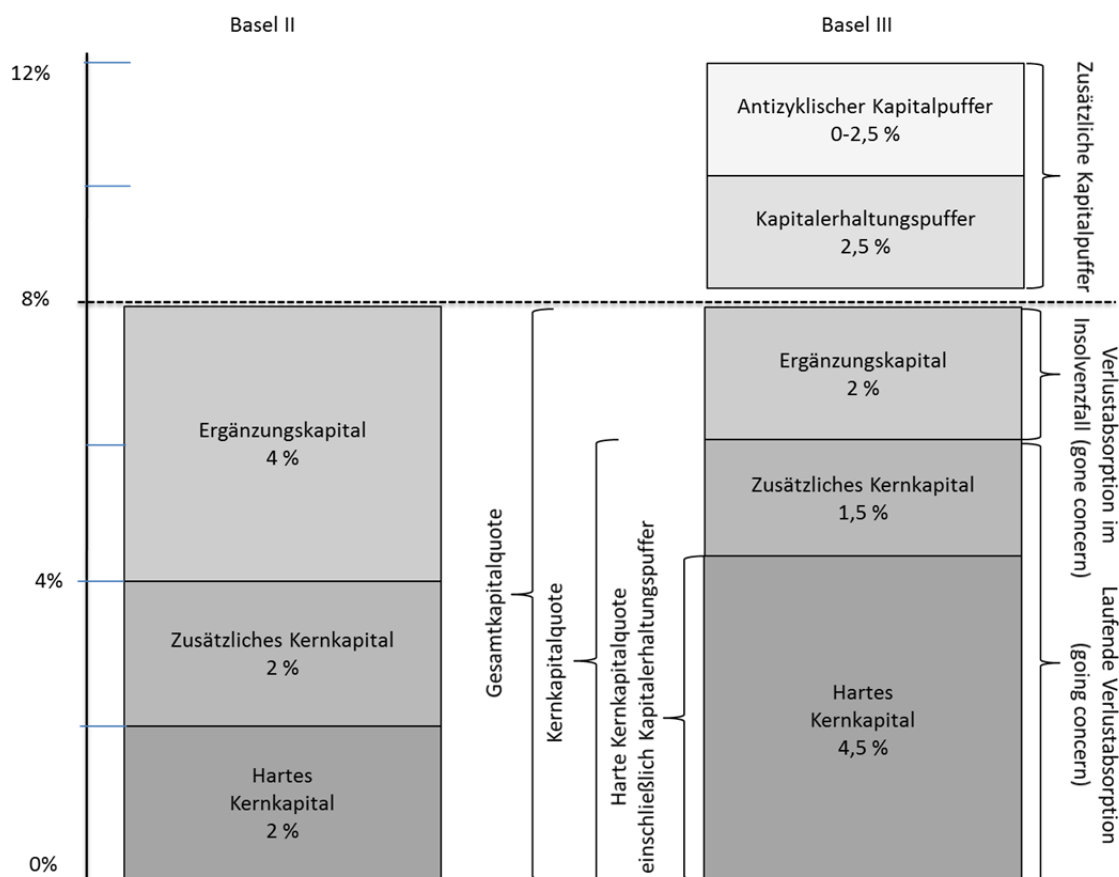 Basel II
Basel III
12%
8%
4%
0%
Ergänzungskapital
4 %
Zusätzliches Kernkapital
2 %
Hartes
Kernkapital
2 %
Gesamtkapitalquote
Kernkapitalquote
Harte Kernkapitalquote
einschließlich Kapitalerhaltungspuffer
Antizyklischer Kapitalpuffer
0-2,5 %
Kapitalerhaltungspuffer
2,5 %
Ergänzungskapital
2 %
Zusätzliches Kernkapital
1,5 %
Hartes
Kernkapital
4,5 %
Zusätzliche Kapitalpuffer
Verlustabsorption im
Insolvenzfall (gone concern)
Laufende Verlustabsorption
(going concern)